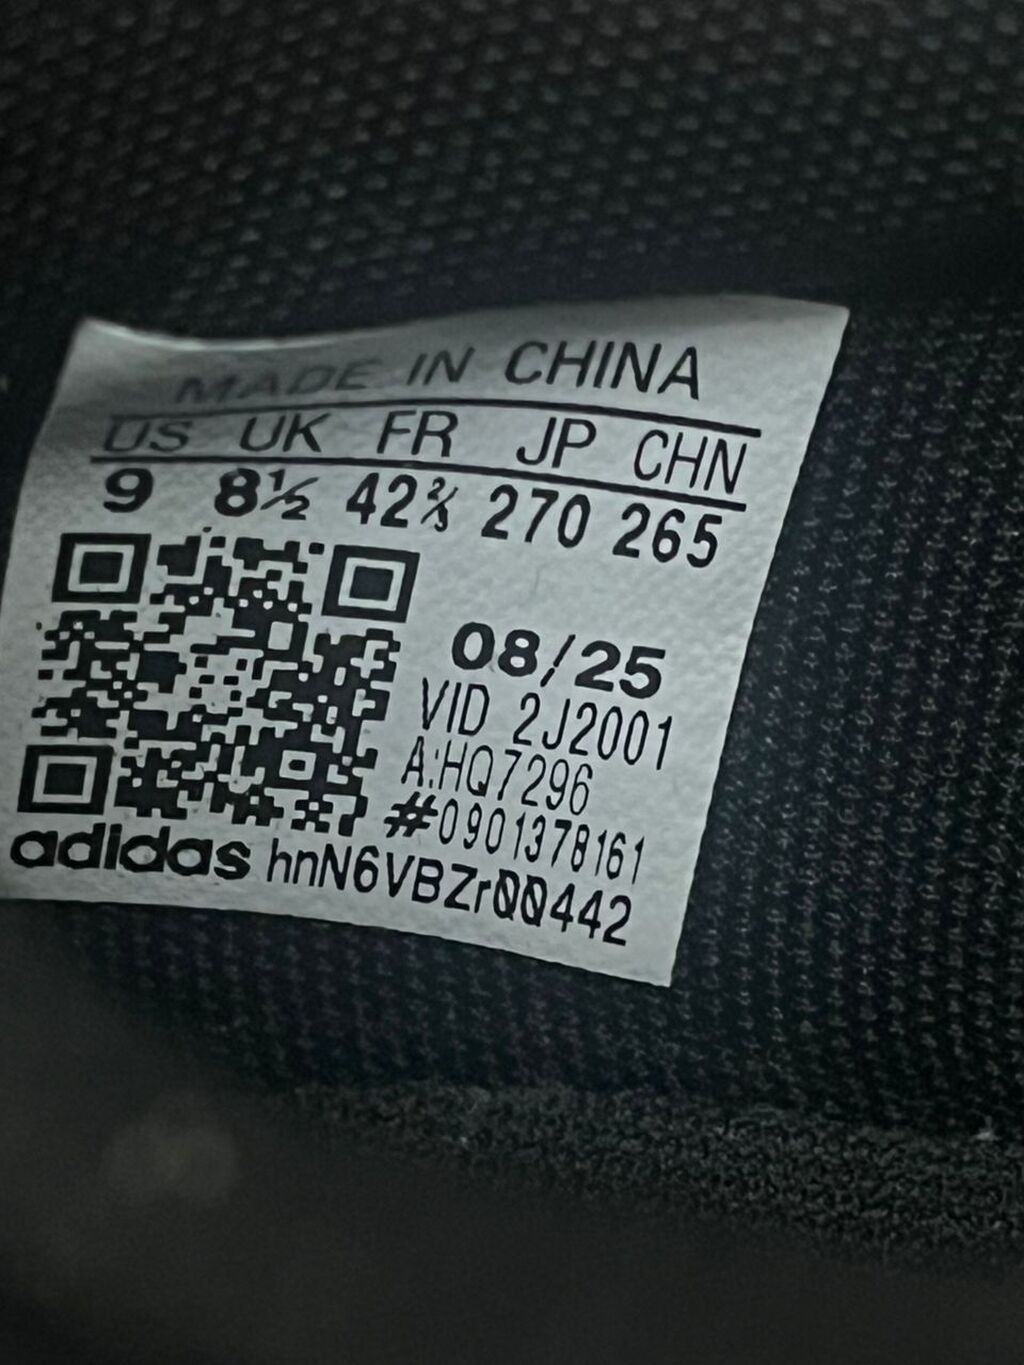 MADE IN CHINA
US UK FR JP CHN
9 8½ 42⅔ 270 265
08/25
VID 2J2001
A:HQ7296
#0901378161
adidas hnN6VBZr00442